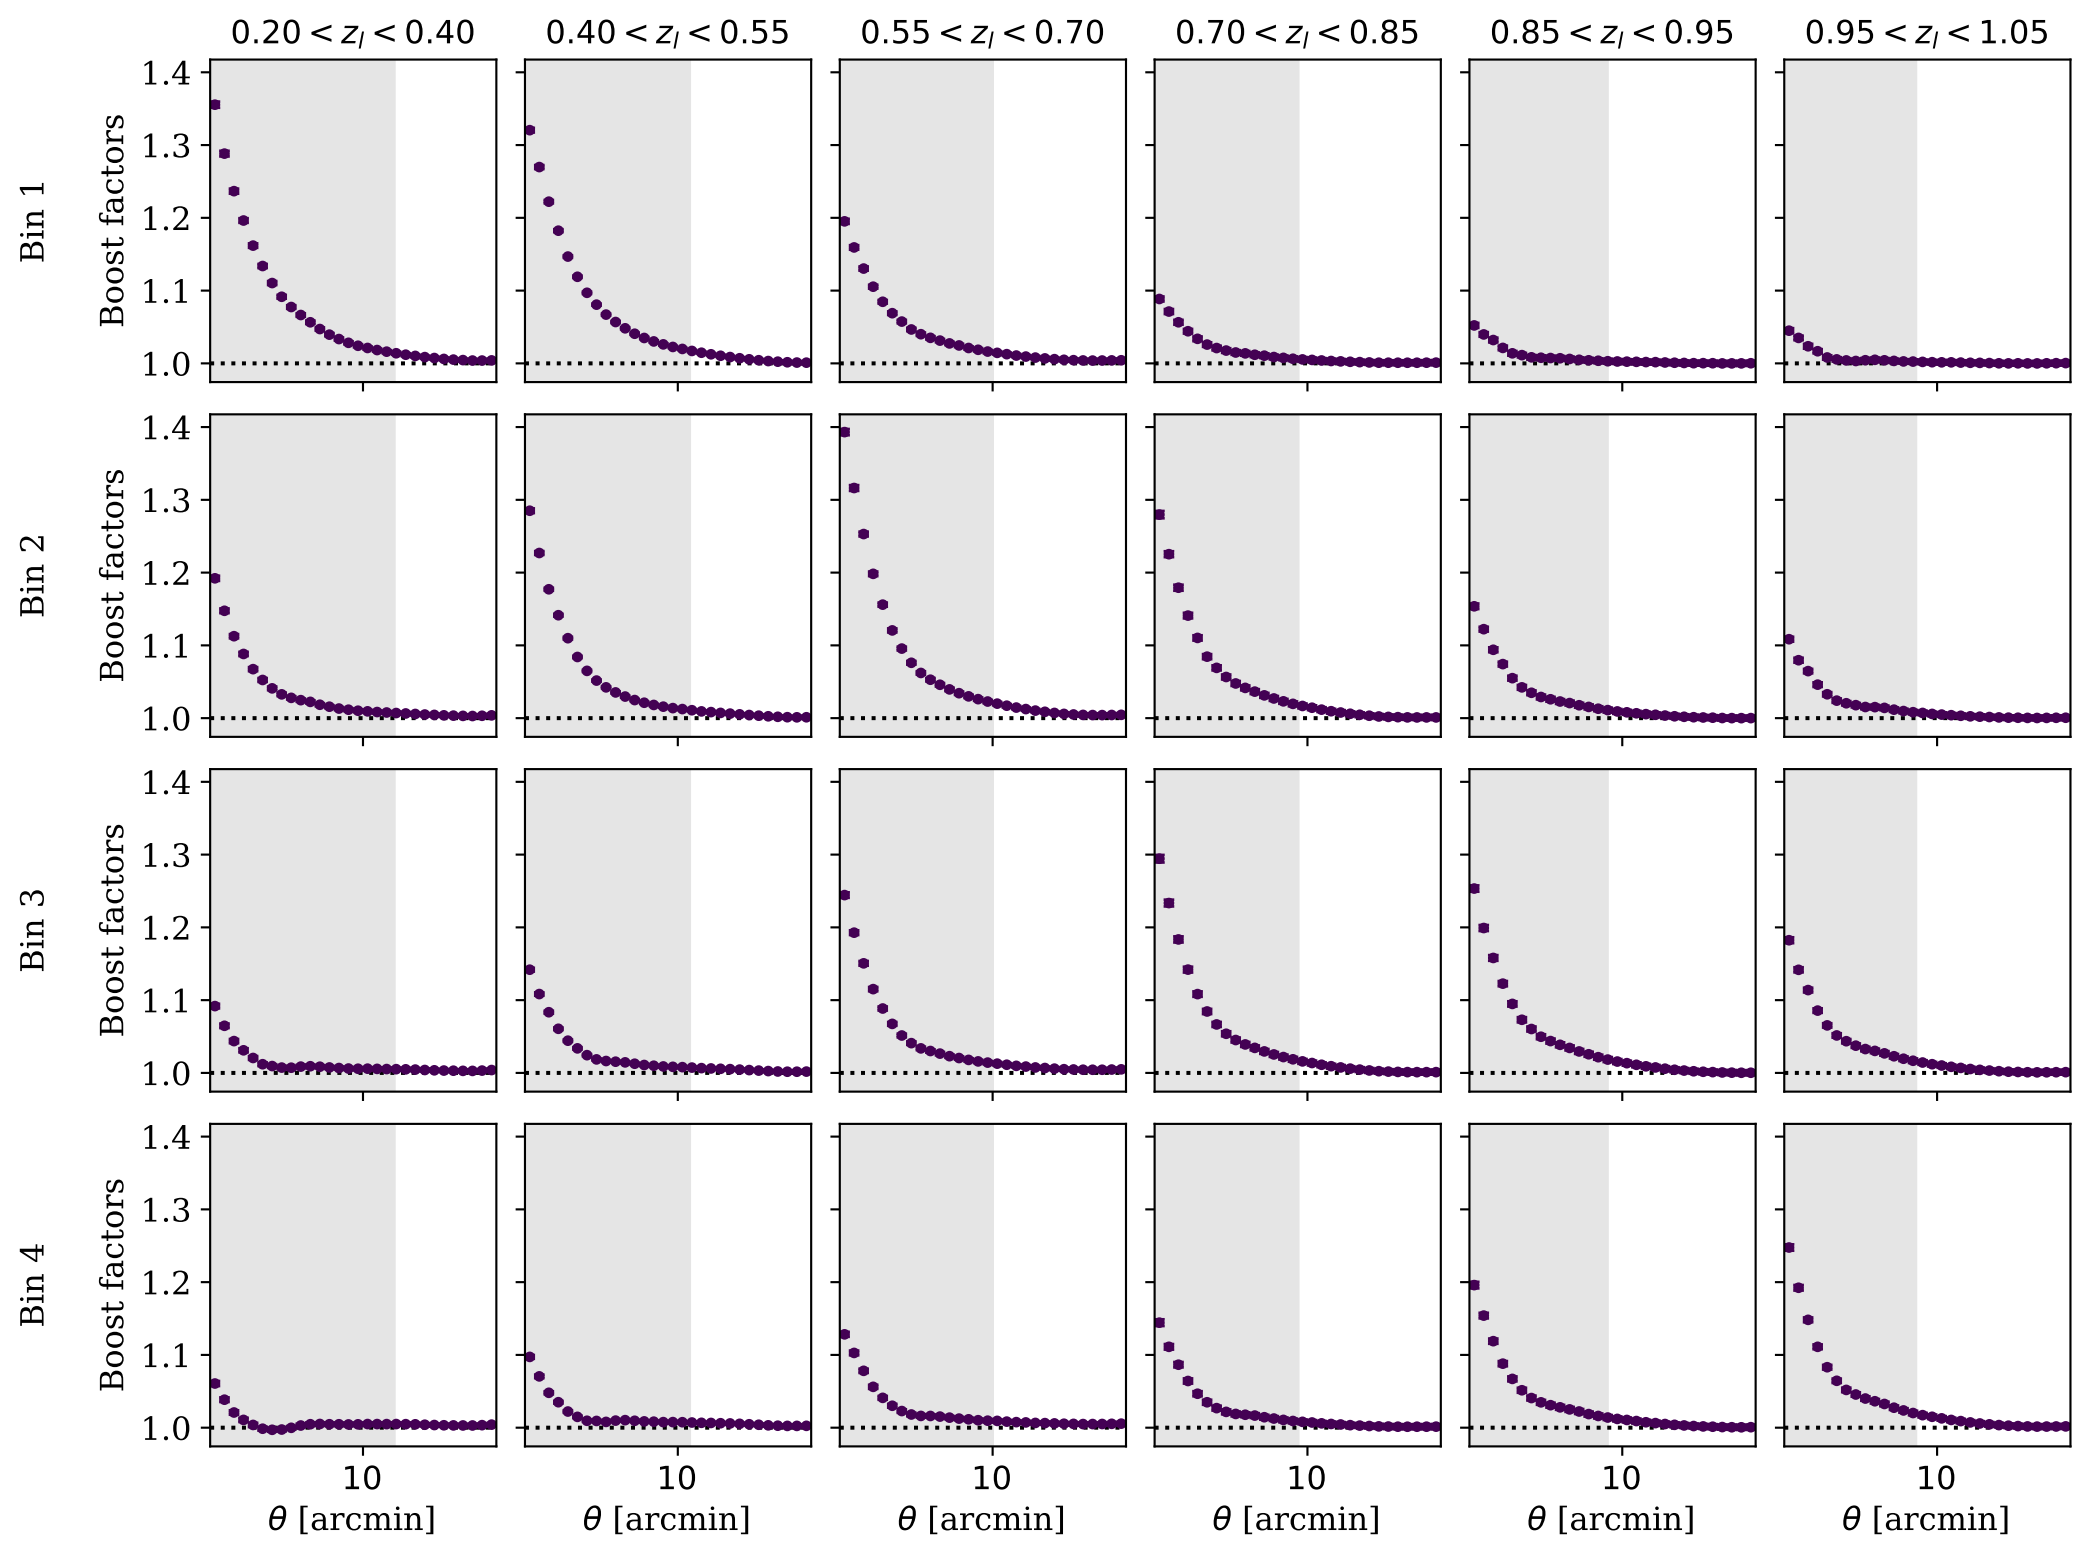 0.20 < z_l < 0.40 0.40 < z_l < 0.55 0.55 < z_l < 0.70 0.70 < z_l < 0.85 0.85 < z_l < 0.95 0.95 < z_l < 1.05
Bin 1
Boost factors
1.4
1.3
1.2
1.1
1.0
Bin 2
Boost factors
1.4
1.3
1.2
1.1
1.0
Bin 3
Boost factors
1.4
1.3
1.2
1.1
1.0
Bin 4
Boost factors
1.4
1.3
1.2
1.1
1.0
10 10 10 10 10 10
θ [arcmin] θ [arcmin] θ [arcmin] θ [arcmin] θ [arcmin] θ [arcmin]